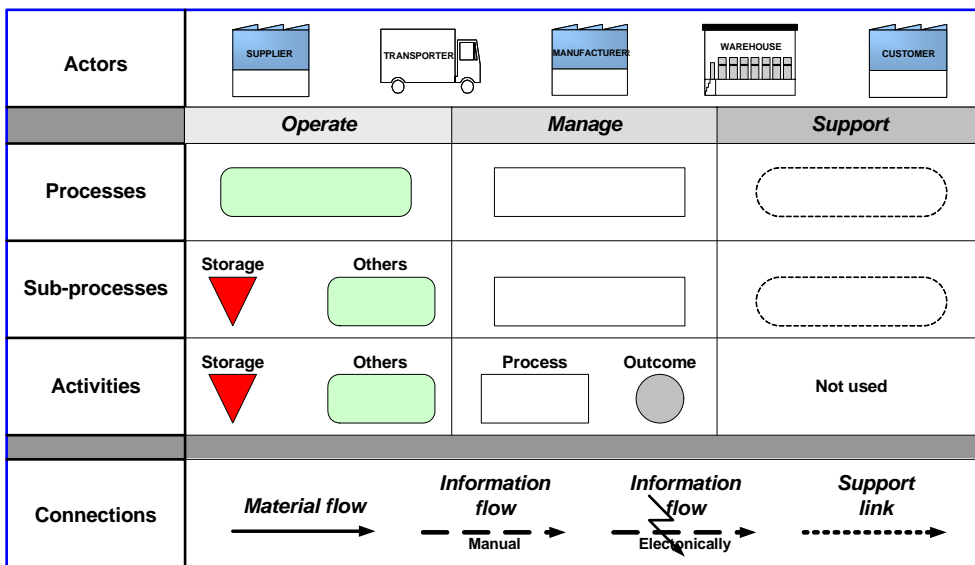 Actors
SUPPLIER
TRANSPORTER
MANUFACTURER
WAREHOUSE
CUSTOMER
Operate
Manage
Support
Processes
Sub-processes
Storage
Others
Activities
Storage
Others
Process
Outcome
Not used
Connections
Material flow
Information
flow
Manual
Information
flow
Electonically
Support
link